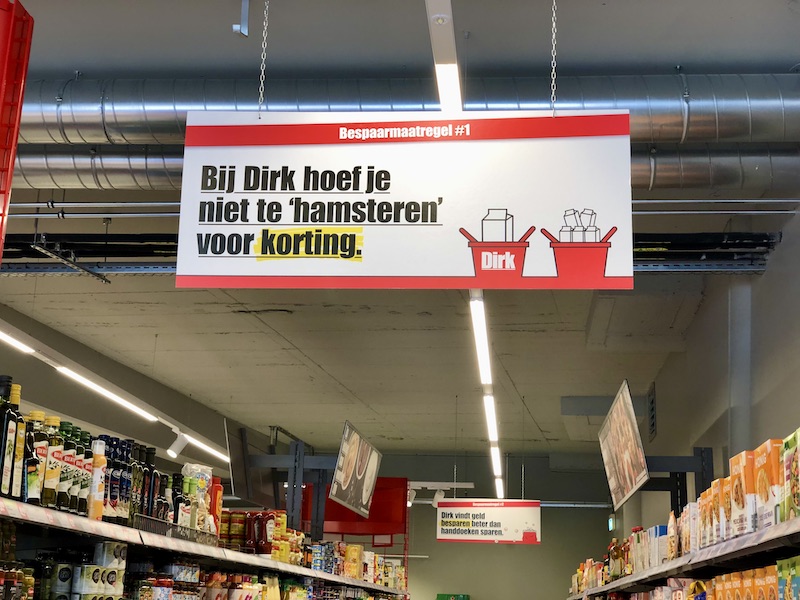 Bespaarmaatregel #1
Bij Dirk hoef je
niet te ‘hamsteren’
voor korting.
Dirk
Dirk vindt geld
besparen beter dan
handdoeken sparen.